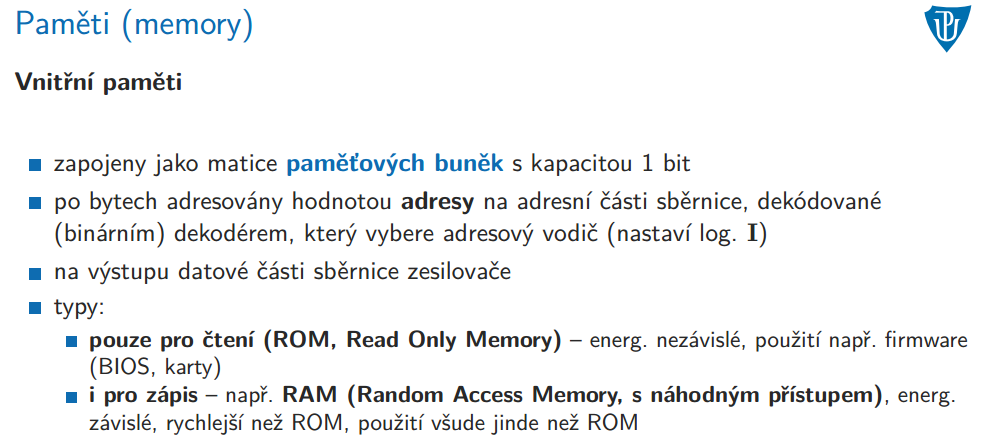 Paměti (memory)
Vnitřní paměti
zapojeny jako matice paměťových buněk s kapacitou 1 bit
po bytech adresovány hodnotou adresy na adresní části sběrnice, dekódované
(binárním) dekodérem, který vybere adresový vodič (nastaví log. I)
na výstupu datové části sběrnice zesilovače
typy:
pouze pro čtení (ROM, Read Only Memory) – energ. nezávislé, použití např. firmware
(BIOS, karty)
i pro zápis – např. RAM (Random Access Memory, s náhodným přístupem), energ.
závislé, rychlejší než ROM, použití všude jinde než ROM